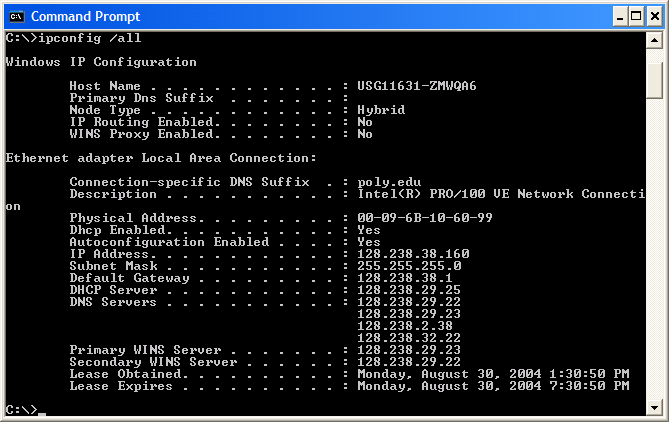 Command Prompt
C:\>ipconfig /all
Windows IP Configuration
Host Name . . . . . . . . . . . . : USG11631-ZMWQA6
Primary Dns Suffix  . . . . . . . :
Node Type . . . . . . . . . . . . : Hybrid
IP Routing Enabled. . . . . . . . : No
WINS Proxy Enabled. . . . . . . . : No
Ethernet adapter Local Area Connection:
Connection-specific DNS Suffix  . : poly.edu
Description . . . . . . . . . . . : Intel(R) PRO/100 VE Network Connecti
on
Physical Address. . . . . . . . . : 00-09-6B-10-60-99
Dhcp Enabled. . . . . . . . . . . : Yes
Autoconfiguration Enabled . . . . : Yes
IP Address. . . . . . . . . . . . : 128.238.38.160
Subnet Mask . . . . . . . . . . . : 255.255.255.0
Default Gateway . . . . . . . . . : 128.238.38.1
DHCP Server . . . . . . . . . . . : 128.238.29.25
DNS Servers . . . . . . . . . . . : 128.238.29.22
128.238.29.23
128.238.2.38
128.238.32.22
Primary WINS Server . . . . . . . : 128.238.29.23
Secondary WINS Server . . . . . . : 128.238.29.22
Lease Obtained. . . . . . . . . . : Monday, August 30, 2004 1:30:50 PM
Lease Expires . . . . . . . . . . : Monday, August 30, 2004 7:30:50 PM
C:\>_